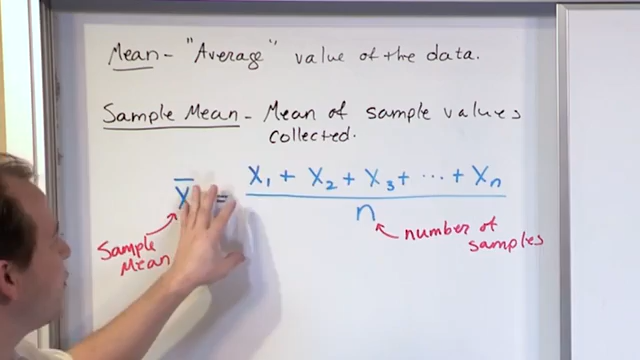 Mean - "Average" value of the data.
Sample Mean - Mean of sample values
collected.
X̄ = X₁ + X₂ + X₃ + ... + Xₙ
n
Sample
Mean
number of
samples